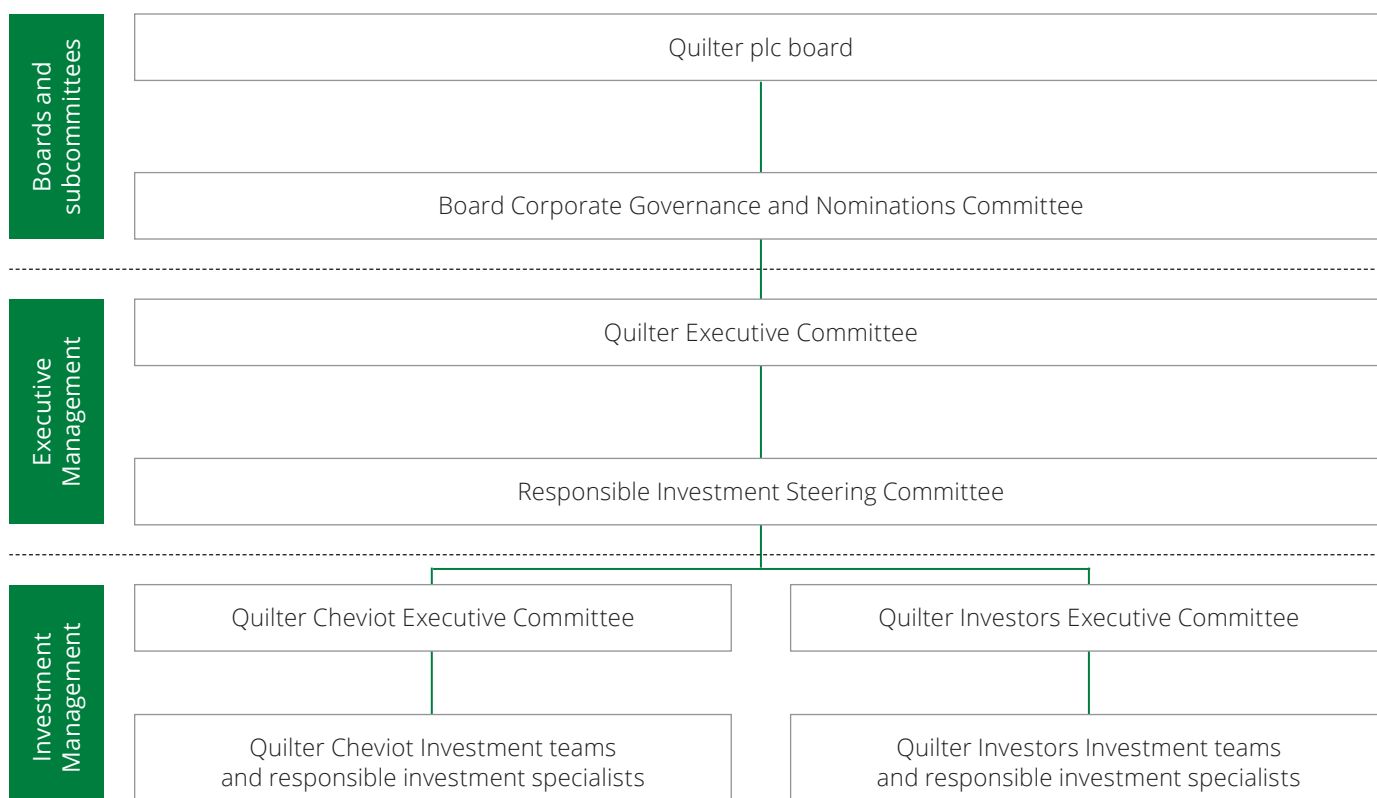 Boards and
subcommittees
Quilter plc board
Board Corporate Governance and Nominations Committee
Executive
Management
Quilter Executive Committee
Responsible Investment Steering Committee
Investment
Management
Quilter Cheviot Executive Committee
Quilter Investors Executive Committee
Quilter Cheviot Investment teams
and responsible investment specialists
Quilter Investors Investment teams
and responsible investment specialists